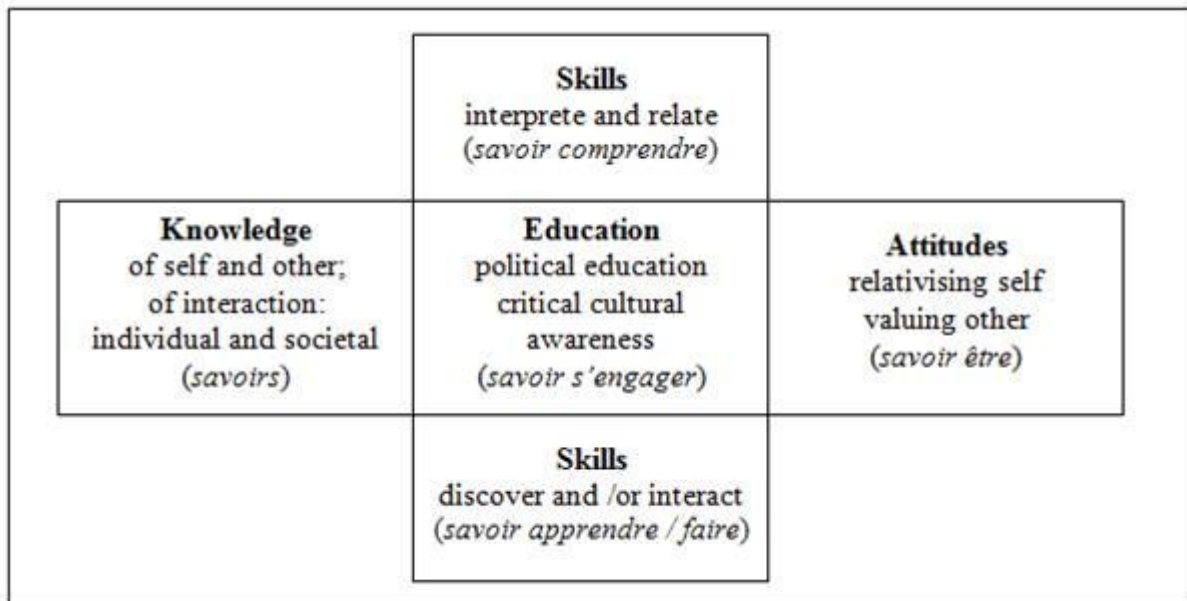 Skills
interprete and relate
(savoir comprendre)
Knowledge
of self and other;
of interaction:
individual and societal
(savoirs)
Education
political education
critical cultural
awareness
(savoir s'engager)
Attitudes
relativising self
valuing other
(savoir être)
Skills
discover and /or interact
(savoir apprendre / faire)